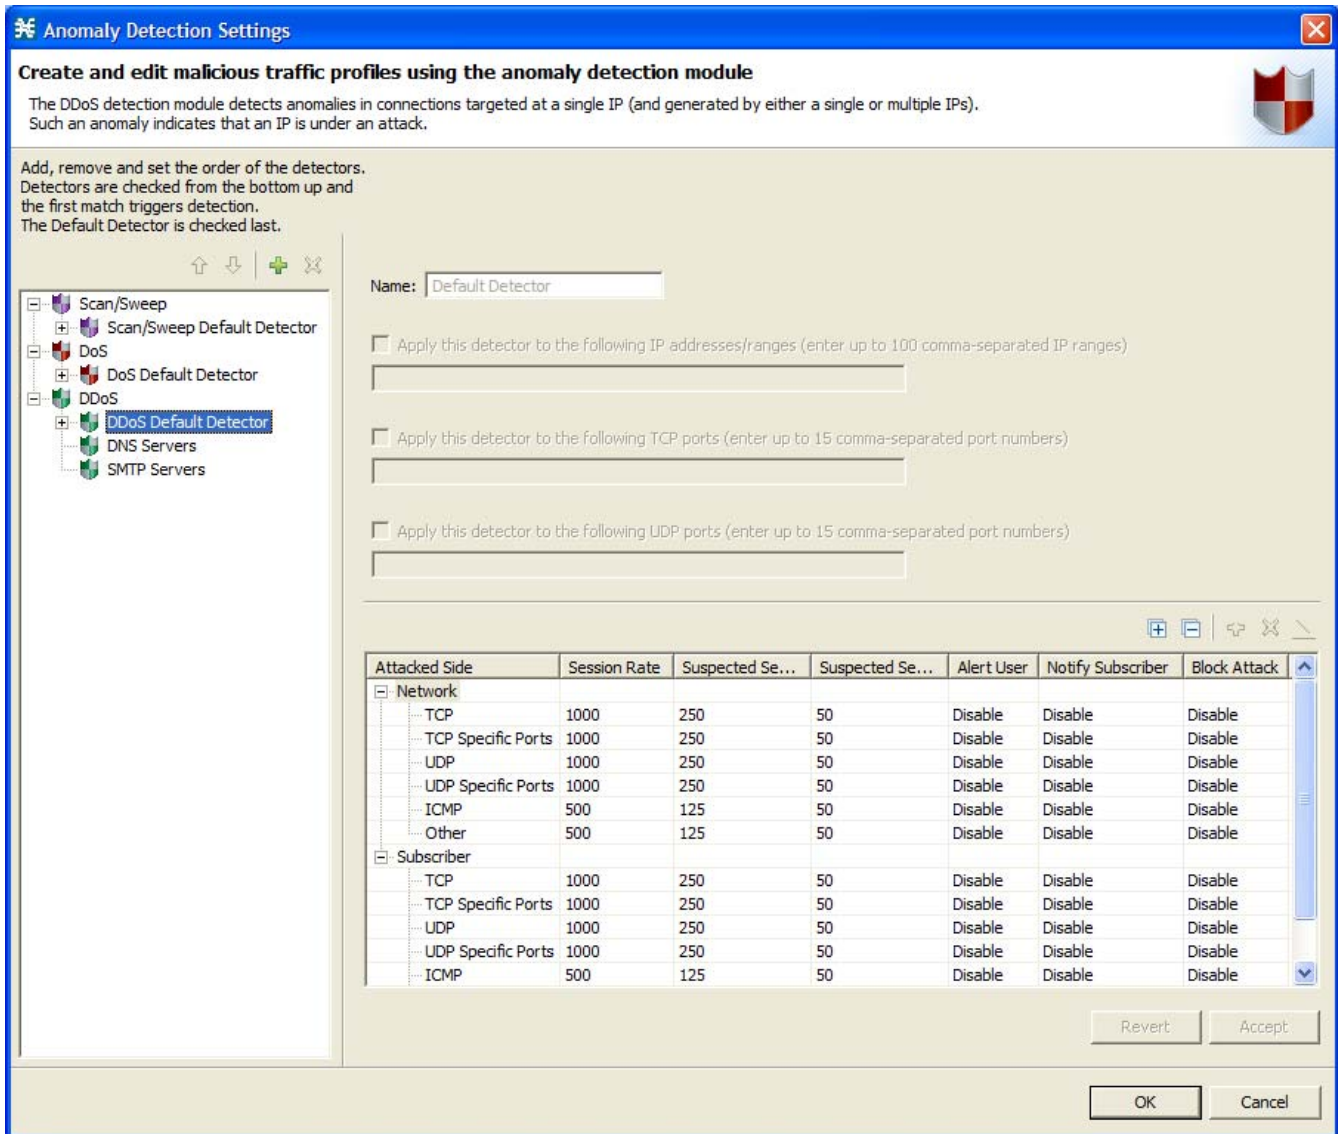 Anomaly Detection Settings
Create and edit malicious traffic profiles using the anomaly detection module
The DDoS detection module detects anomalies in connections targeted at a single IP (and generated by either a single or multiple IPs).
Such an anomaly indicates that an IP is under an attack.
Add, remove and set the order of the detectors.
Detectors are checked from the bottom up and
the first match triggers detection.
The Default Detector is checked last.
Scan/Sweep
Scan/Sweep Default Detector
DoS
DoS Default Detector
DDoS
DDoS Default Detector
DNS Servers
SMTP Servers
Name: Default Detector
Apply this detector to the following IP addresses/ranges (enter up to 100 comma-separated IP ranges)
Apply this detector to the following TCP ports (enter up to 15 comma-separated port numbers)
Apply this detector to the following UDP ports (enter up to 15 comma-separated port numbers)
Attacked Side Session Rate Suspected Se... Suspected Se... Alert User Notify Subscriber Block Attack
Network
TCP 1000 250 50 Disable Disable Disable
TCP Specific Ports 1000 250 50 Disable Disable Disable
UDP 1000 250 50 Disable Disable Disable
UDP Specific Ports 1000 250 50 Disable Disable Disable
ICMP 500 125 50 Disable Disable Disable
Other 500 125 50 Disable Disable Disable
Subscriber
TCP 1000 250 50 Disable Disable Disable
TCP Specific Ports 1000 250 50 Disable Disable Disable
UDP 1000 250 50 Disable Disable Disable
UDP Specific Ports 1000 250 50 Disable Disable Disable
ICMP 500 125 50 Disable Disable Disable
Revert Accept
OK Cancel